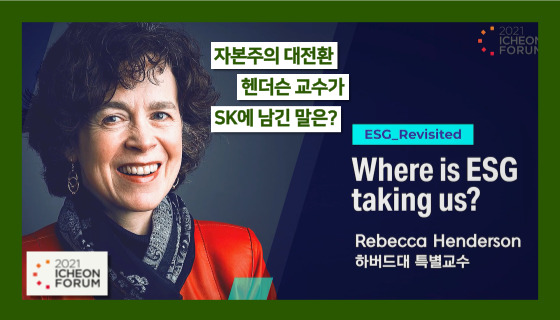 자본주의 대전환
헨더슨 교수가
SK에 남긴 말은?
2021
ICHEON
FORUM
ESG_Revisited
Where is ESG
taking us?
Rebecca Henderson
하버드대 특별교수
2021
ICHEON
FORUM